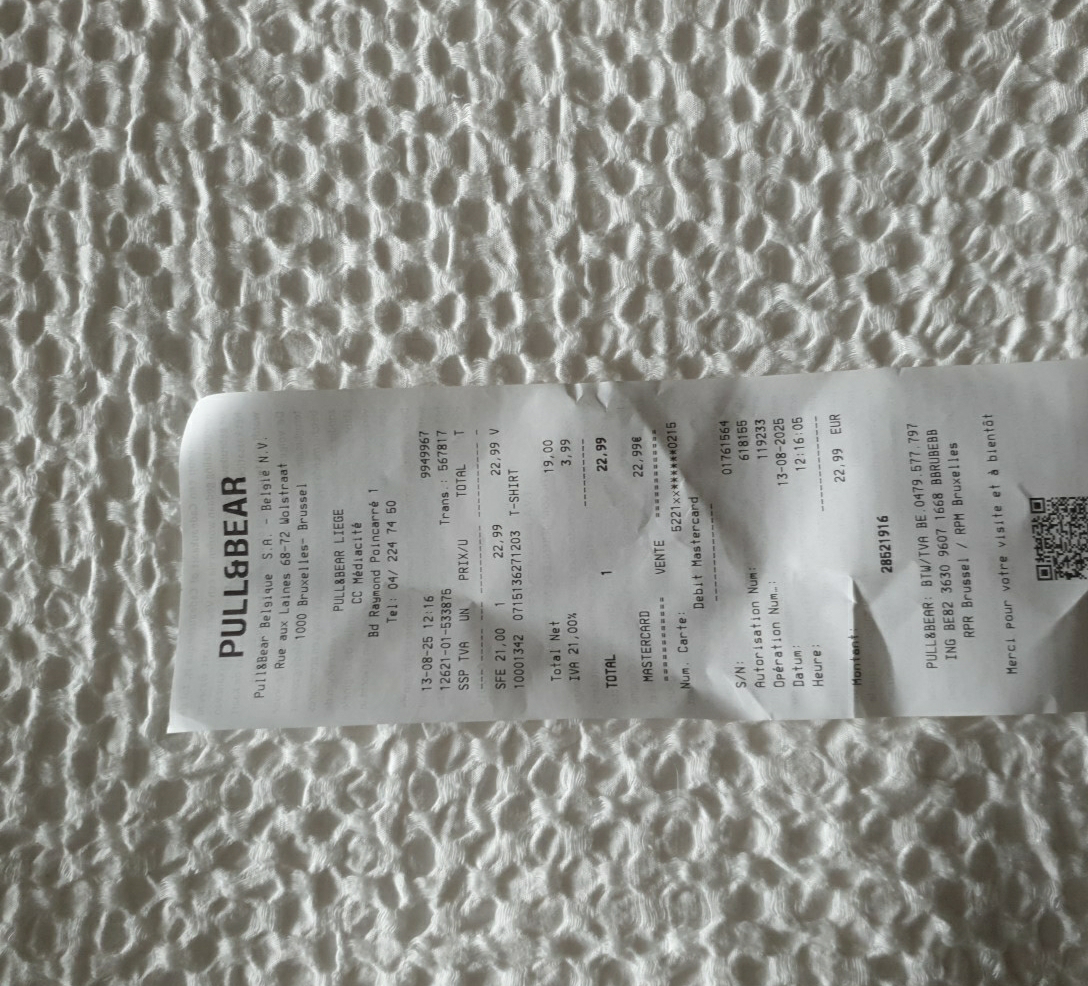 PULL&BEAR
Pull&Bear Belgique S.A. - België N.V.
Rue aux Laines 68-72 Wolstraat
1000 Bruxelles- Brussel
PULL&BEAR LIEGE
CC Médiacité
Bd Raymond Poincarré 1
Tel: 04/ 224 74 50
13-08-25 12:16 9949967
12621-01-533875 Trans.: 567817
SSP TVA UN PRIX/U TOTAL T
SFE 21,00 1 22,99 22,99 V
10001342 07151136271203 T-SHIRT
Total Net 19,00
IVA 21,00% 3,99
TOTAL 1 22,99
MASTERCARD 22,99€
========= VENTE ============
Num. Carte: 5221xx******0215
Debit Mastercard
S/N: 01761564
Autorisation Num: 618155
Opération Num.: 119233
Datum: 13-08-2025
Heure: 12:16:05
Montant: 22,99 EUR
28521916
PULL&BEAR: BTW/TVA BE.0479.577.797
ING BE82 3630 9607 1668 BBRUBEBB
RPR Brussel / RPM Bruxelles
Merci pour votre visite et à bientôt